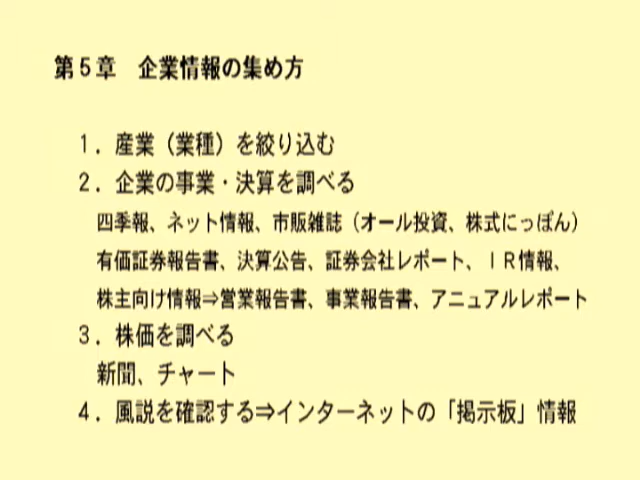 第５章　企業情報の集め方
１．産業（業種）を絞り込む
２．企業の事業・決算を調べる
四季報、ネット情報、市販雑誌（オール投資、株式にっぽん）
有価証券報告書、決算公告、証券会社レポート、ＩＲ情報、
株主向け情報⇒営業報告書、事業報告書、アニュアルレポート
３．株価を調べる
新聞、チャート
４．風説を確認する⇒インターネットの「掲示板」情報